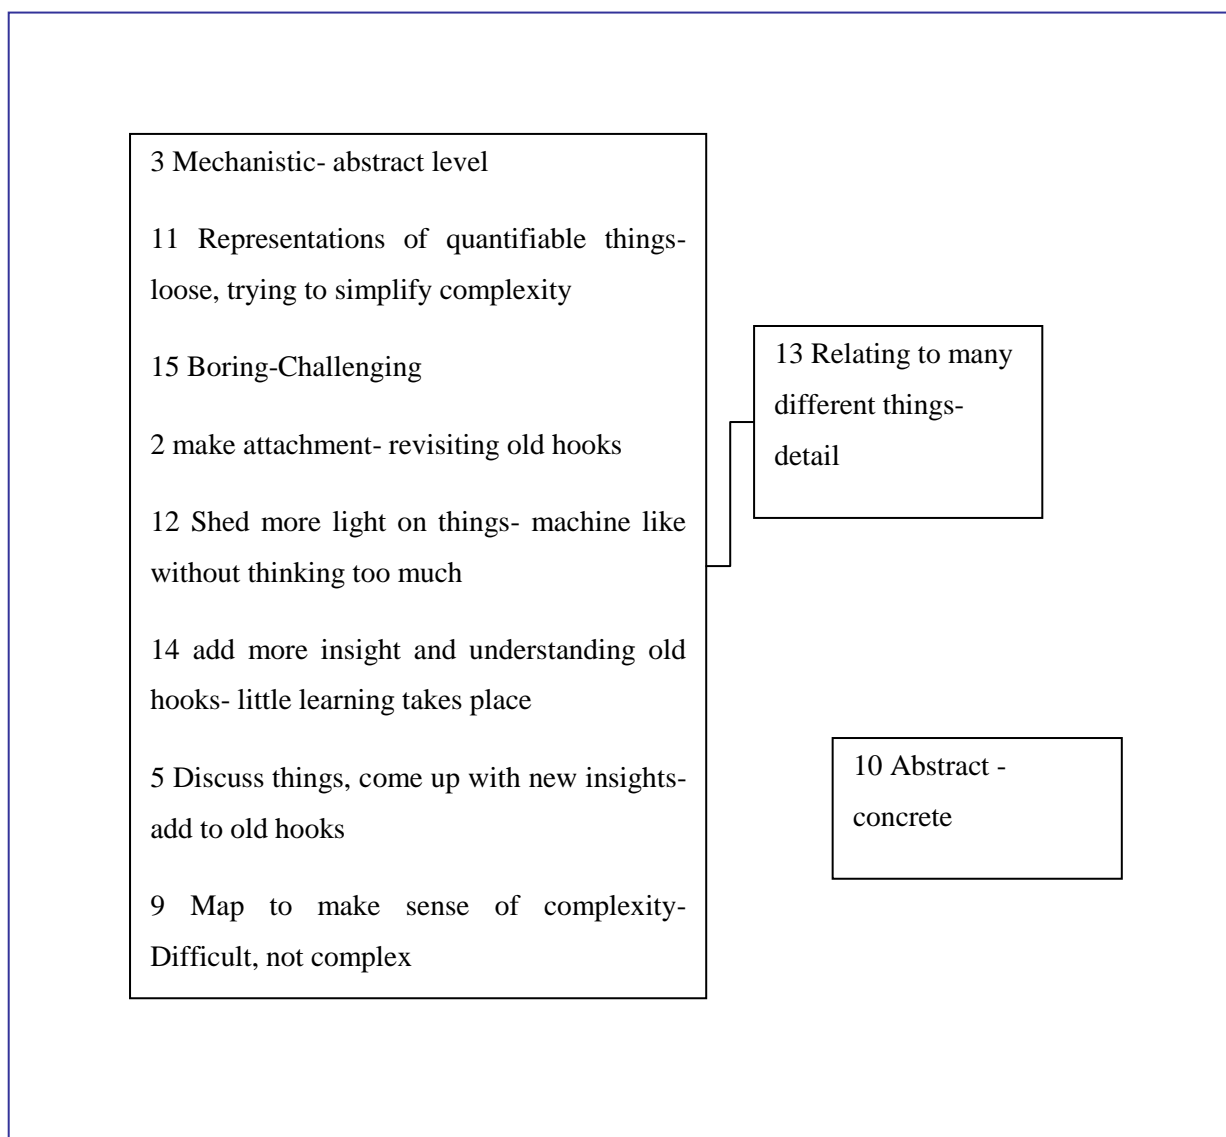 3 Mechanistic- abstract level
11 Representations of quantifiable things-
loose, trying to simplify complexity
15 Boring-Challenging
2 make attachment- revisiting old hooks
12 Shed more light on things- machine like
without thinking too much
14 add more insight and understanding old
hooks- little learning takes place
5 Discuss things, come up with new insights-
add to old hooks
9 Map to make sense of complexity-
Difficult, not complex
13 Relating to many
different things-
detail
10 Abstract -
concrete